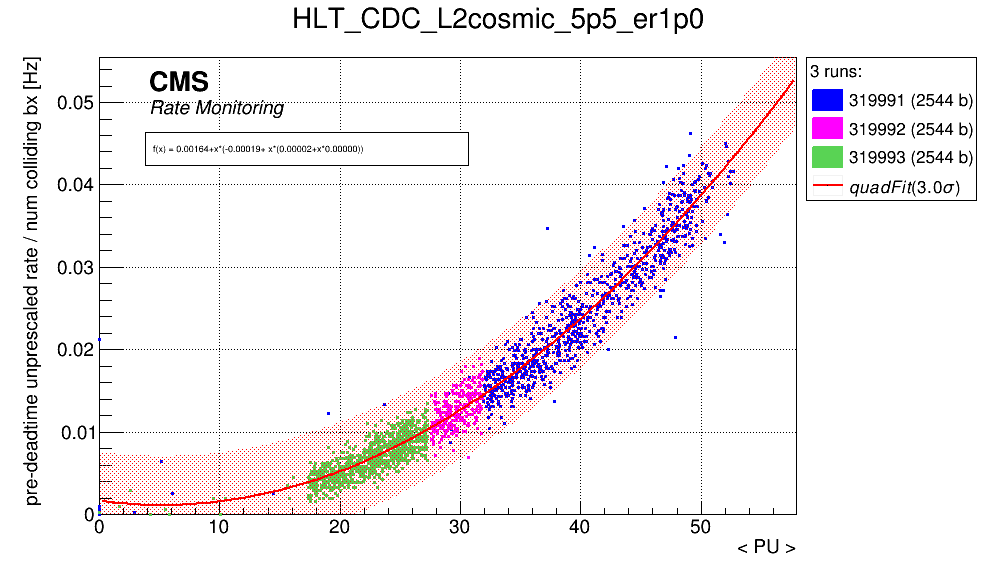 HLT_CDC_L2cosmic_5p5_er1p0
pre-deadtime unprescaled rate / num colliding bx [Hz]
CMS
Rate Monitoring
f(x) = 0.00164+x*(-0.00019+ x*(0.00002+x*0.00000))
0.05
0.04
0.03
0.02
0.01
0
0 10 20 30 40 50
< PU >
3 runs:
319991 (2544 b)
319992 (2544 b)
319993 (2544 b)
quadFit(3.0σ)